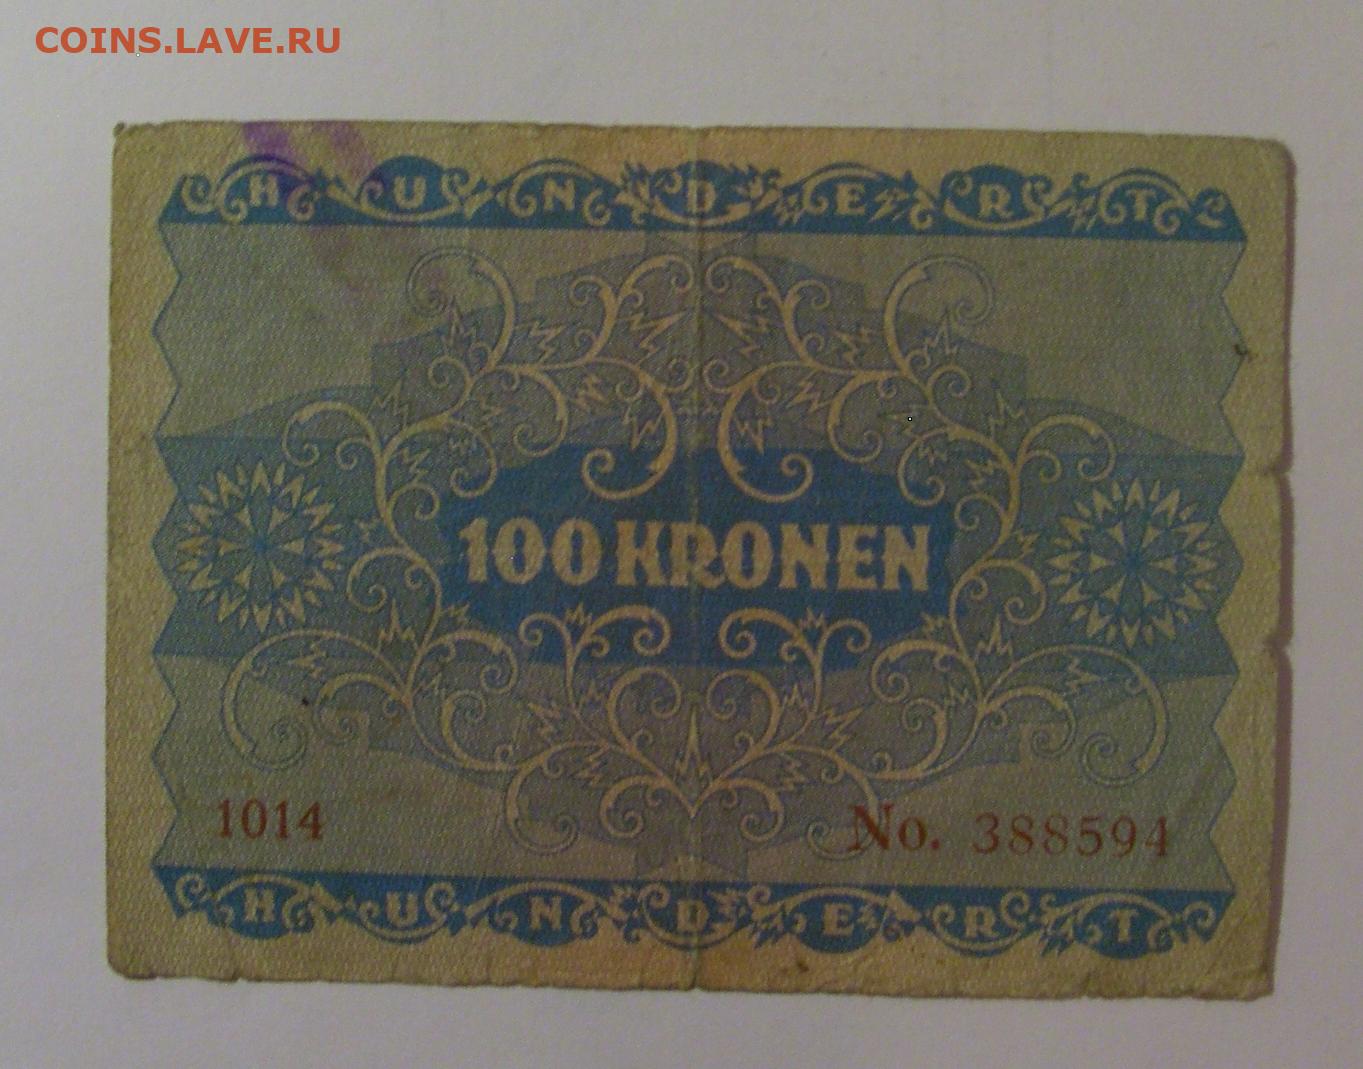 COINS.LAVE.RU
HUNDERT
100 KRONEN
1014
No. 388594
HUNDERT